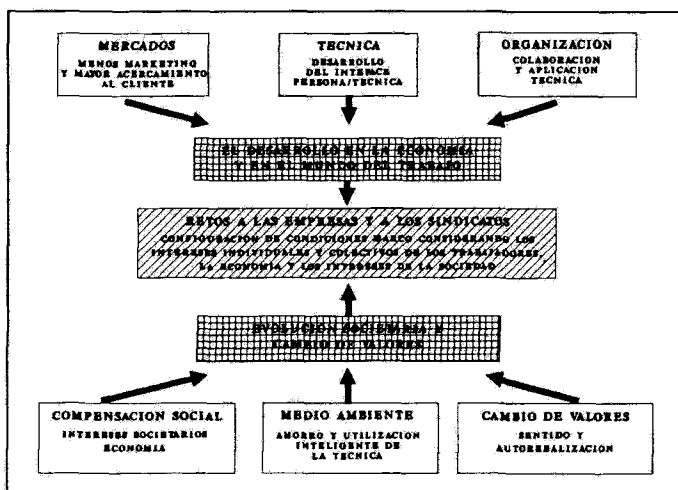 MERCADOS
MENOS MARKETING
Y MAYOR ACERCAMIENTO
AL CLIENTE
TECNICA
DESARROLLO
DEL INTERFACE
PERSONA/TECNICA
ORGANIZACION
COLABORACION
Y APLICACION
TECNICA
EL DESARROLLO EN LA ECONOMIA
Y EN EL MUNDO DEL TRABAJO
RETOS A LAS EMPRESAS Y A LOS SINDICATOS
CONFIGURACION DE CONDICIONES MARCO CONSIDERANDO LOS
INTERESES INDIVIDUALES Y COLECTIVOS DE LOS TRABAJADORES,
LA ECONOMIA Y LOS INTERESES DE LA SOCIEDAD
EVOLUCION SOCIETARIA Y
CAMBIO DE VALORES
COMPENSACION SOCIAL
INTERESES SOCIETARIOS
ECONOMIA
MEDIO AMBIENTE
AHORRO Y UTILIZACION
INTELIGENTE DE
LA TECNICA
CAMBIO DE VALORES
SENTIDO Y
AUTORREALIZACION